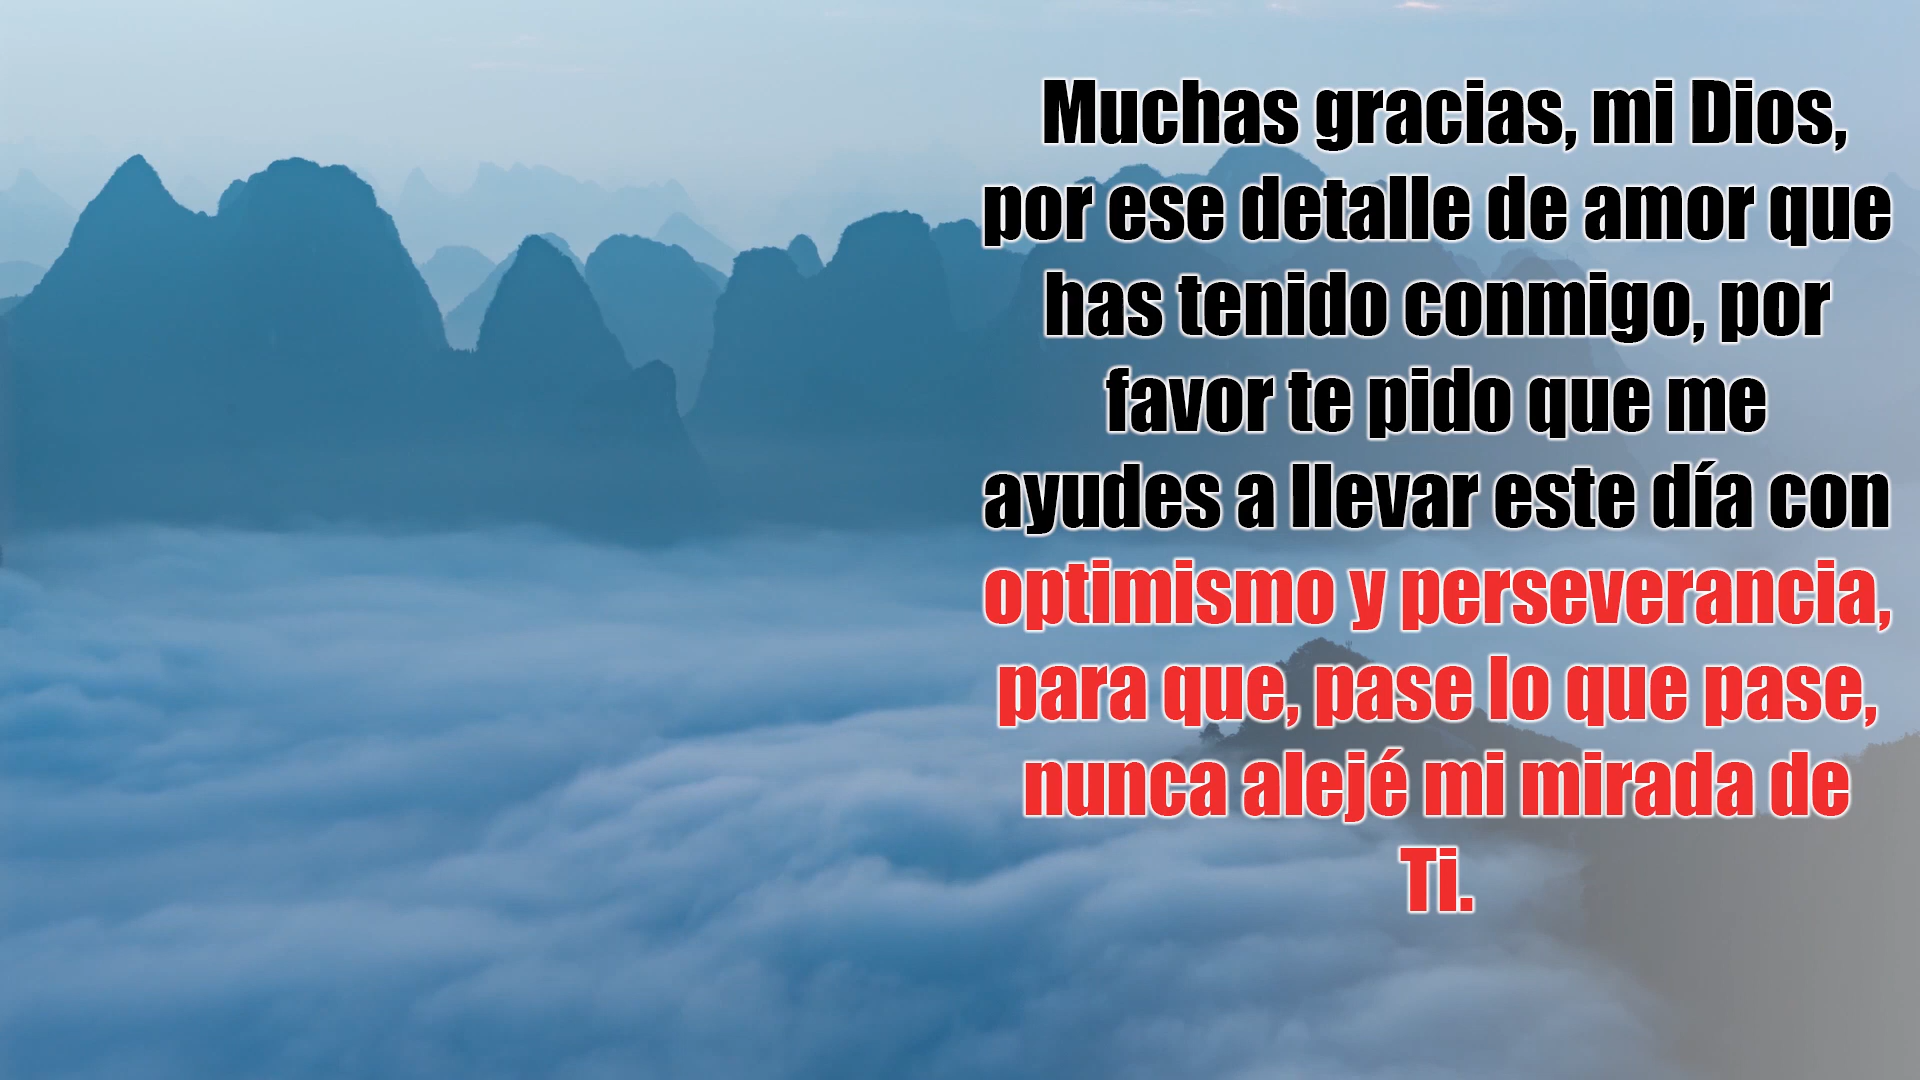 Muchas gracias, mi Dios,
por ese detalle de amor que
has tenido conmigo, por
favor te pido que me
ayudes a llevar este día con
optimismo y perseverancia,
para que, pase lo que pase,
nunca alejé mi mirada de
Ti.